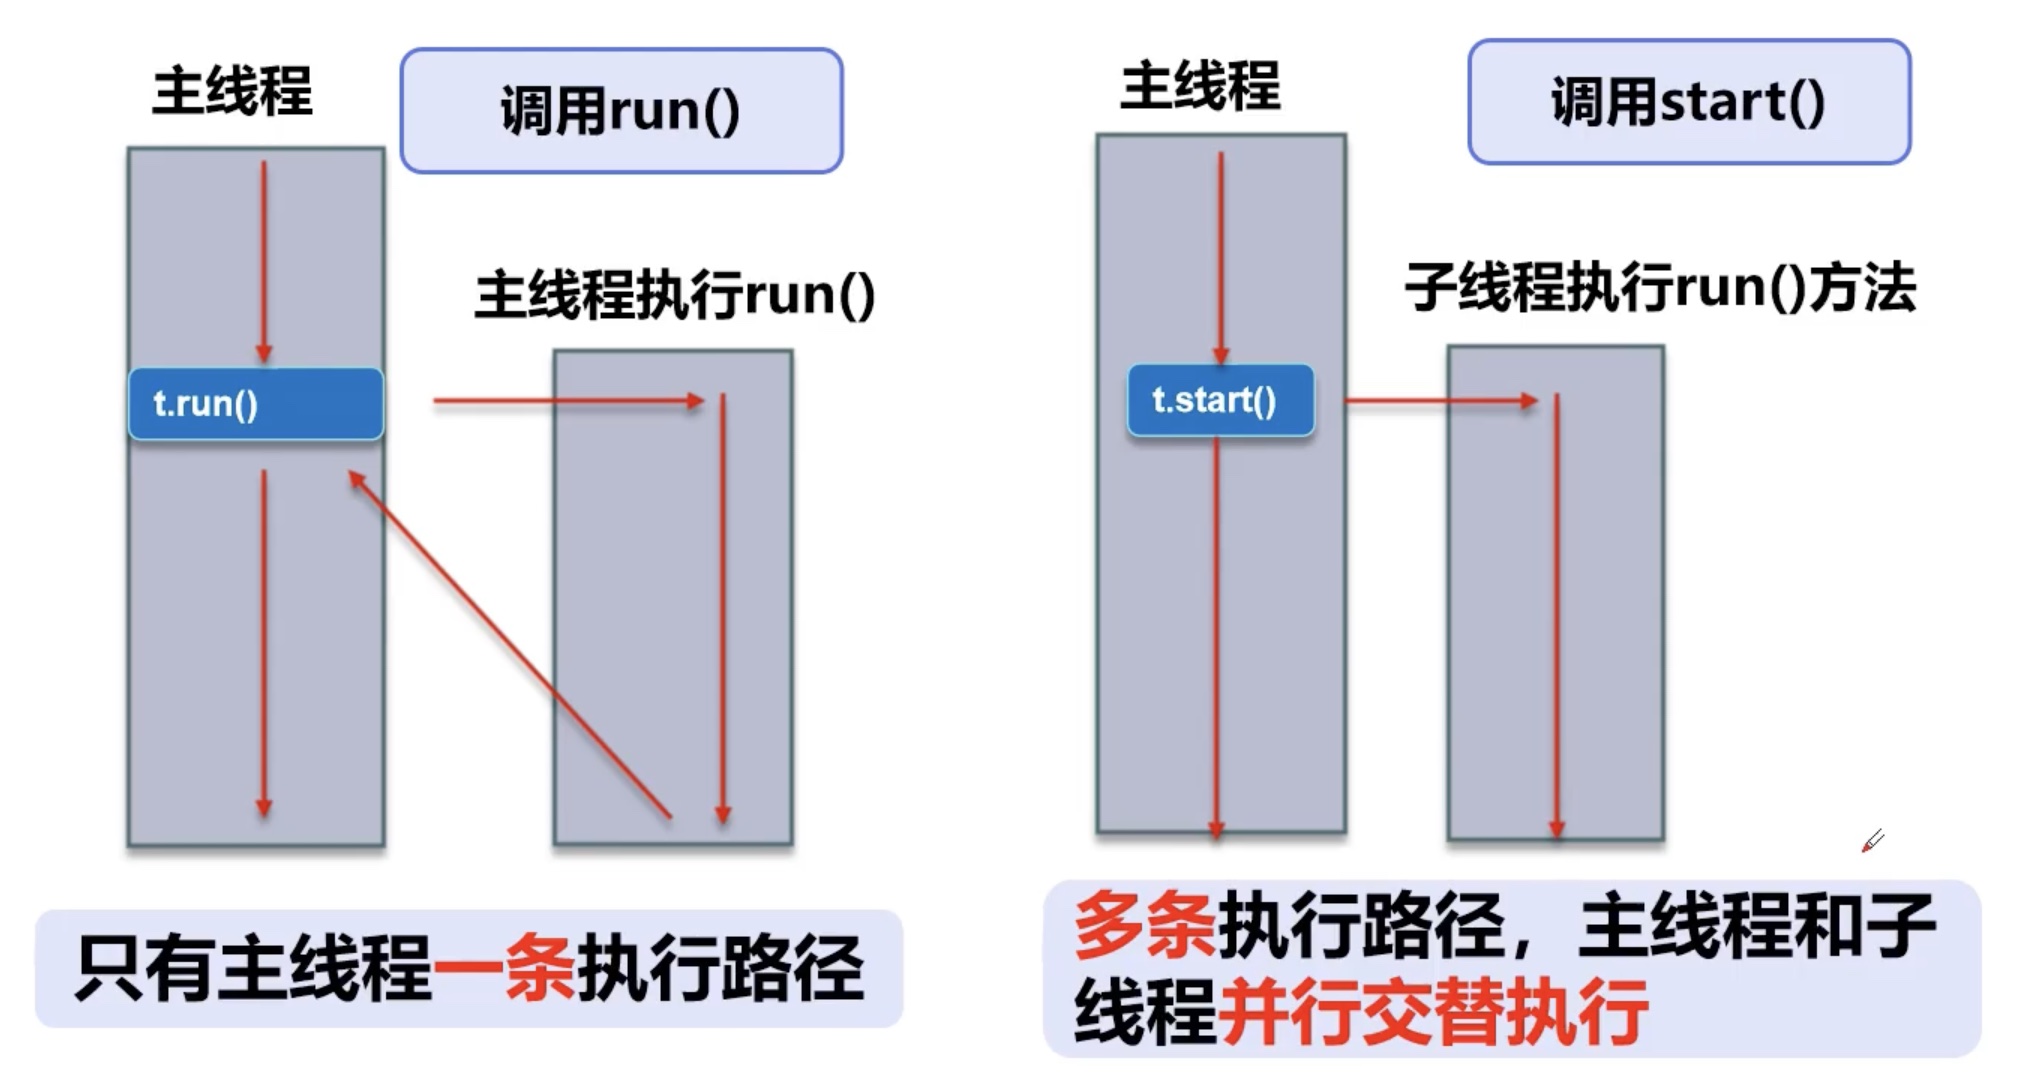 主线程
调用run()
主线程执行run()
t.run()
只有主线程一条执行路径
主线程
调用start()
子线程执行run()方法
t.start()
多条执行路径，主线程和子
线程并行交替执行